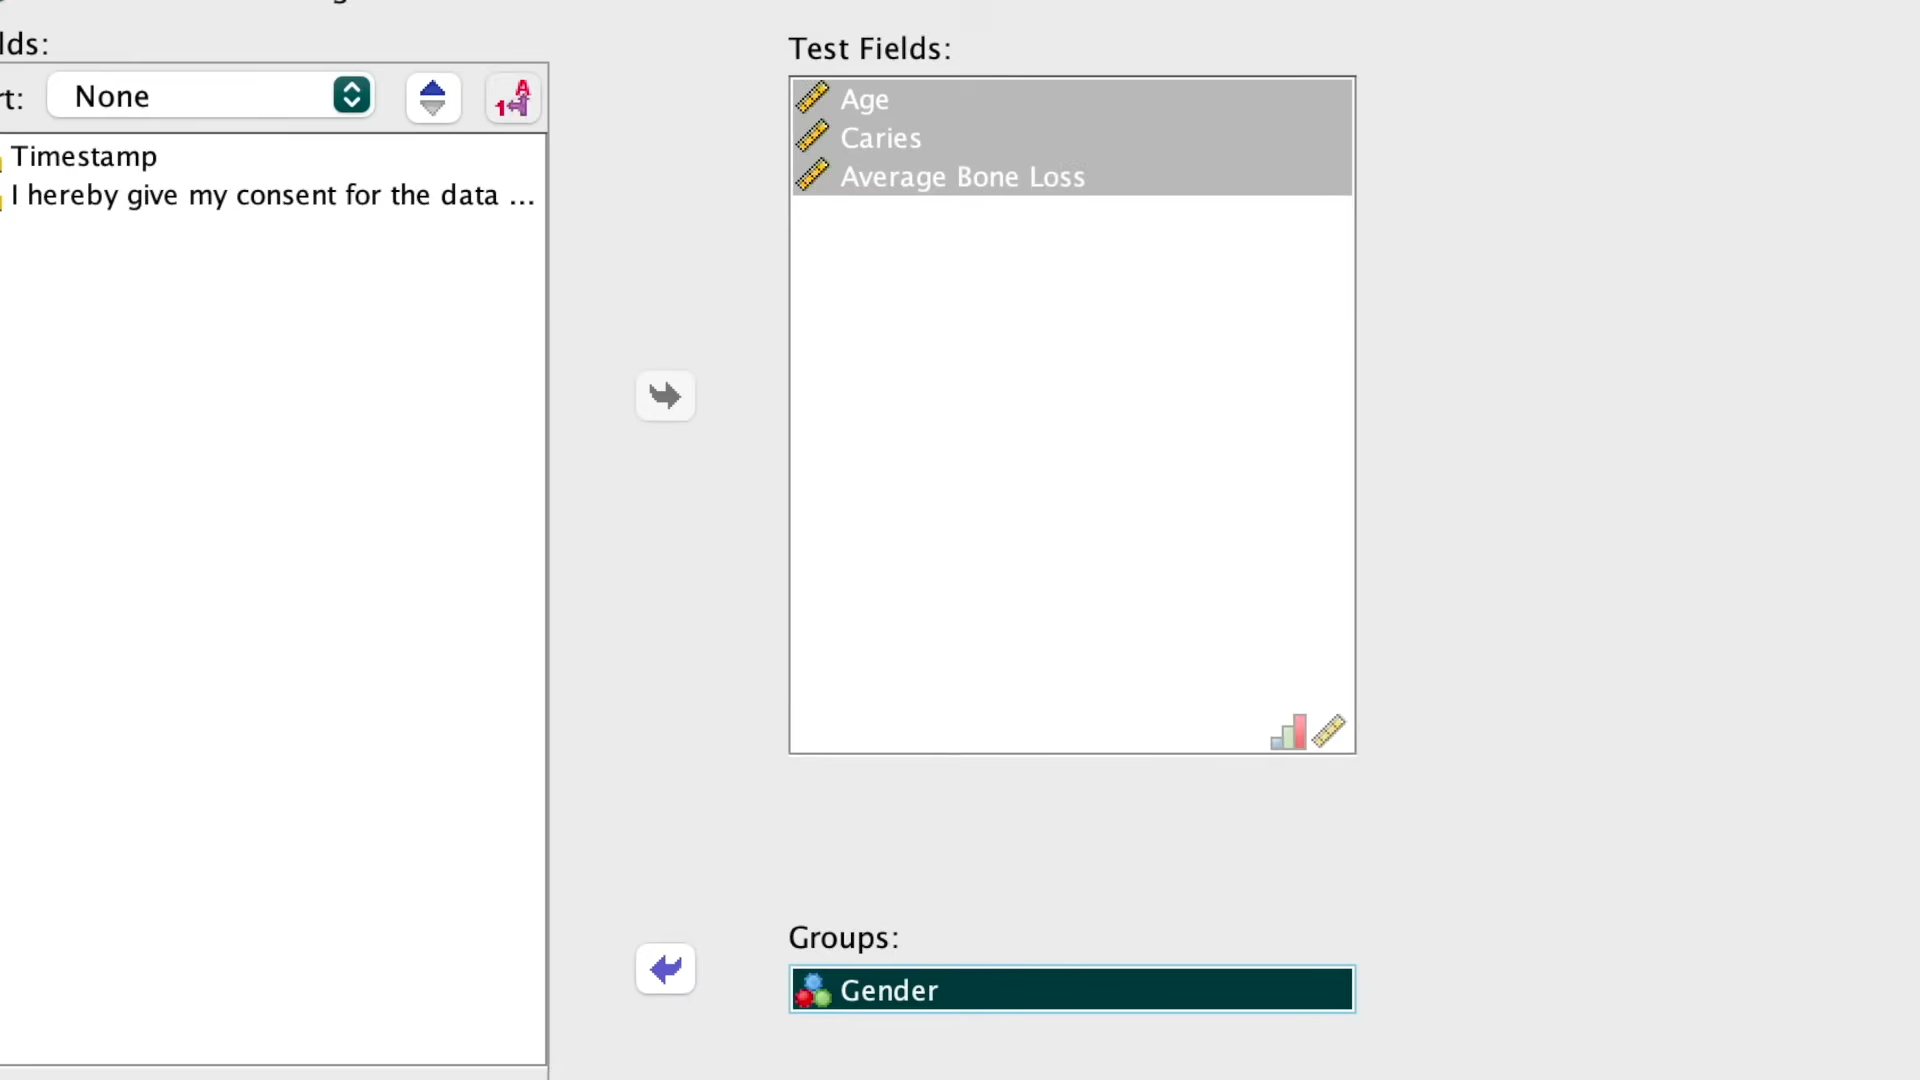 lds:
rt:
None
Timestamp
I hereby give my consent for the data ...
Test Fields:
Age
Caries
Average Bone Loss
Groups:
Gender